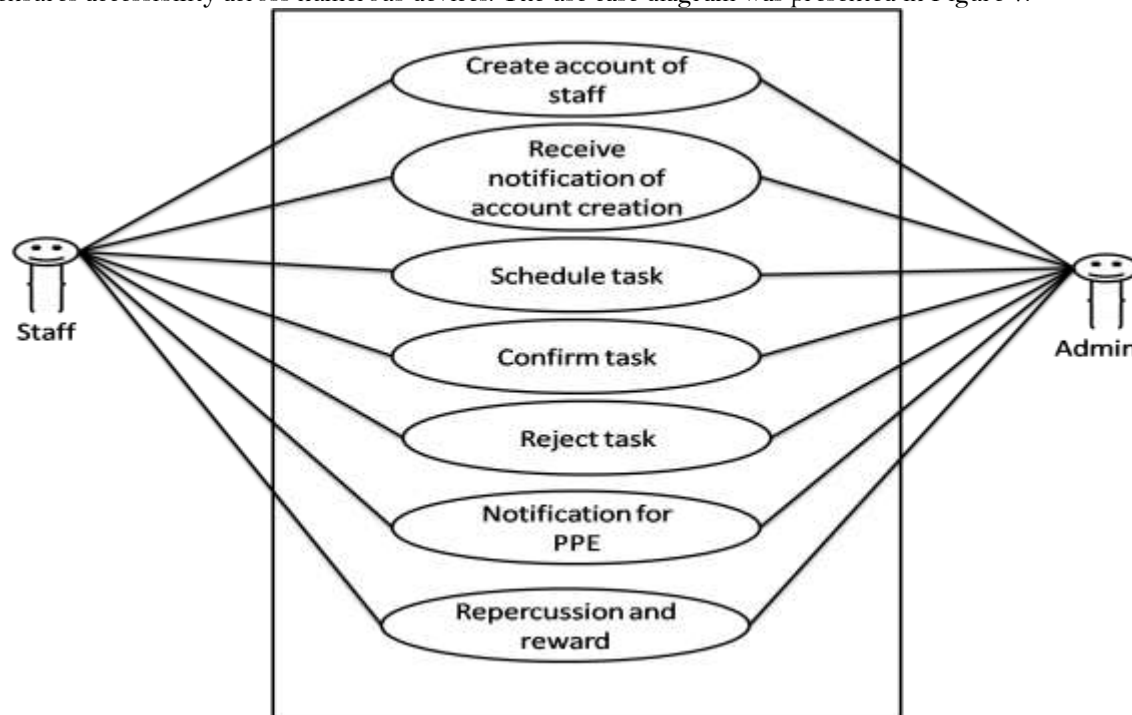 Create account of
staff
Receive
notification of
account creation
Schedule task
Staff
Confirm task
Admin
Reject task
Notification for
PPE
Repercussion and
reward